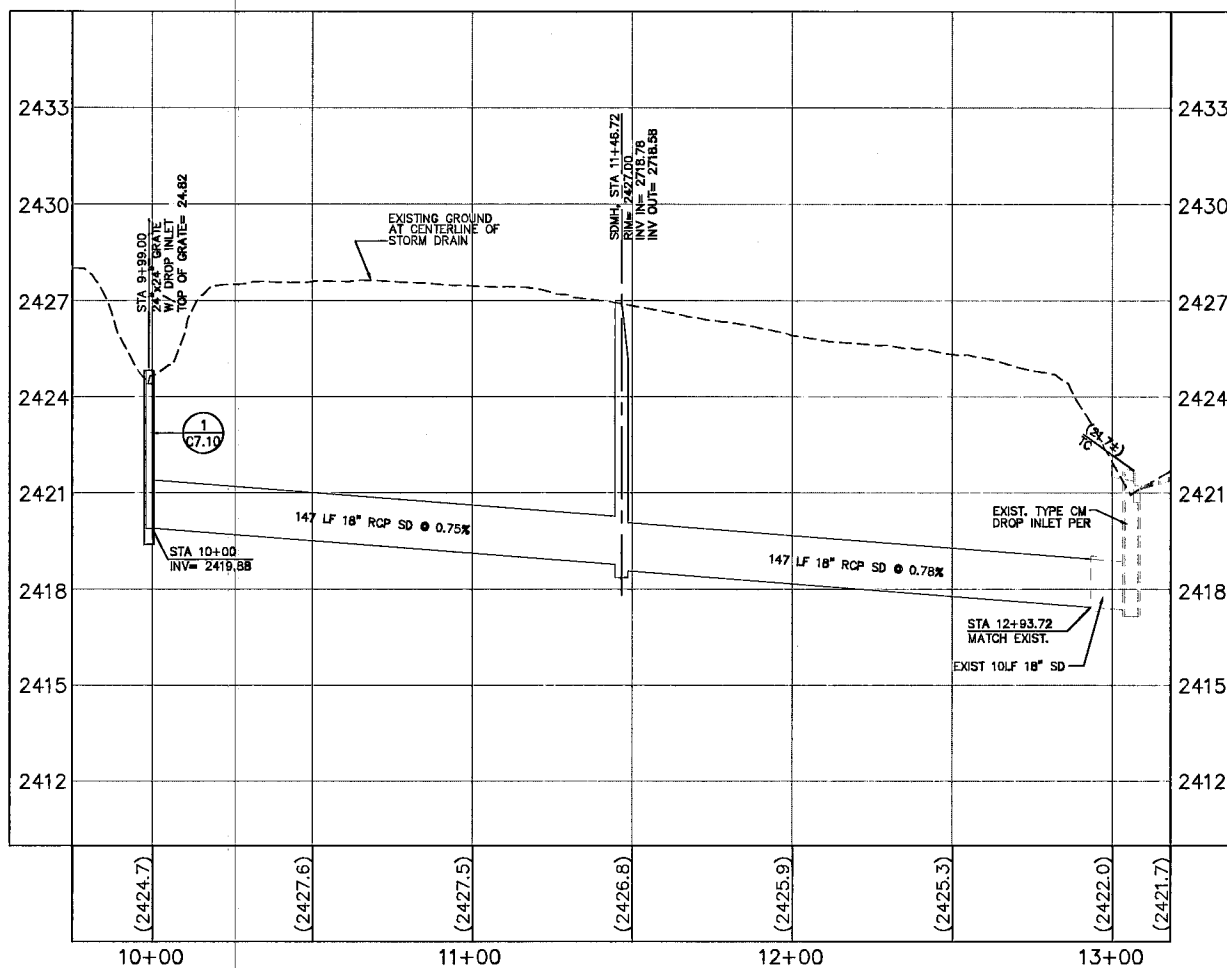 2433
2433
2430
2430
2427
2427
2424
2424
2421
2421
2418
2418
2415
2415
2412
2412
STA 9+99.00
24"x24" GRATE
W/ DROP INLET
TOP OF GRATE= 24.82
EXISTING GROUND
AT CENTERLINE OF
STORM DRAIN
SDMH, STA 11+46.72
RIM= 2427.00
INV IN= 2718.78
INV OUT= 2718.58
1
C7.10
147 LF 18" RCP SD @ 0.75%
STA 10+00
INV= 2419.88
147 LF 18" RCP SD @ 0.78%
(21.7±)
TC
EXIST. TYPE CM
DROP INLET PER
STA 12+93.72
MATCH EXIST.
EXIST 10LF 18" SD
(2424.7)
(2427.6)
(2427.5)
(2426.8)
(2425.9)
(2425.3)
(2422.0)
(2421.7)
10+00
11+00
12+00
13+00